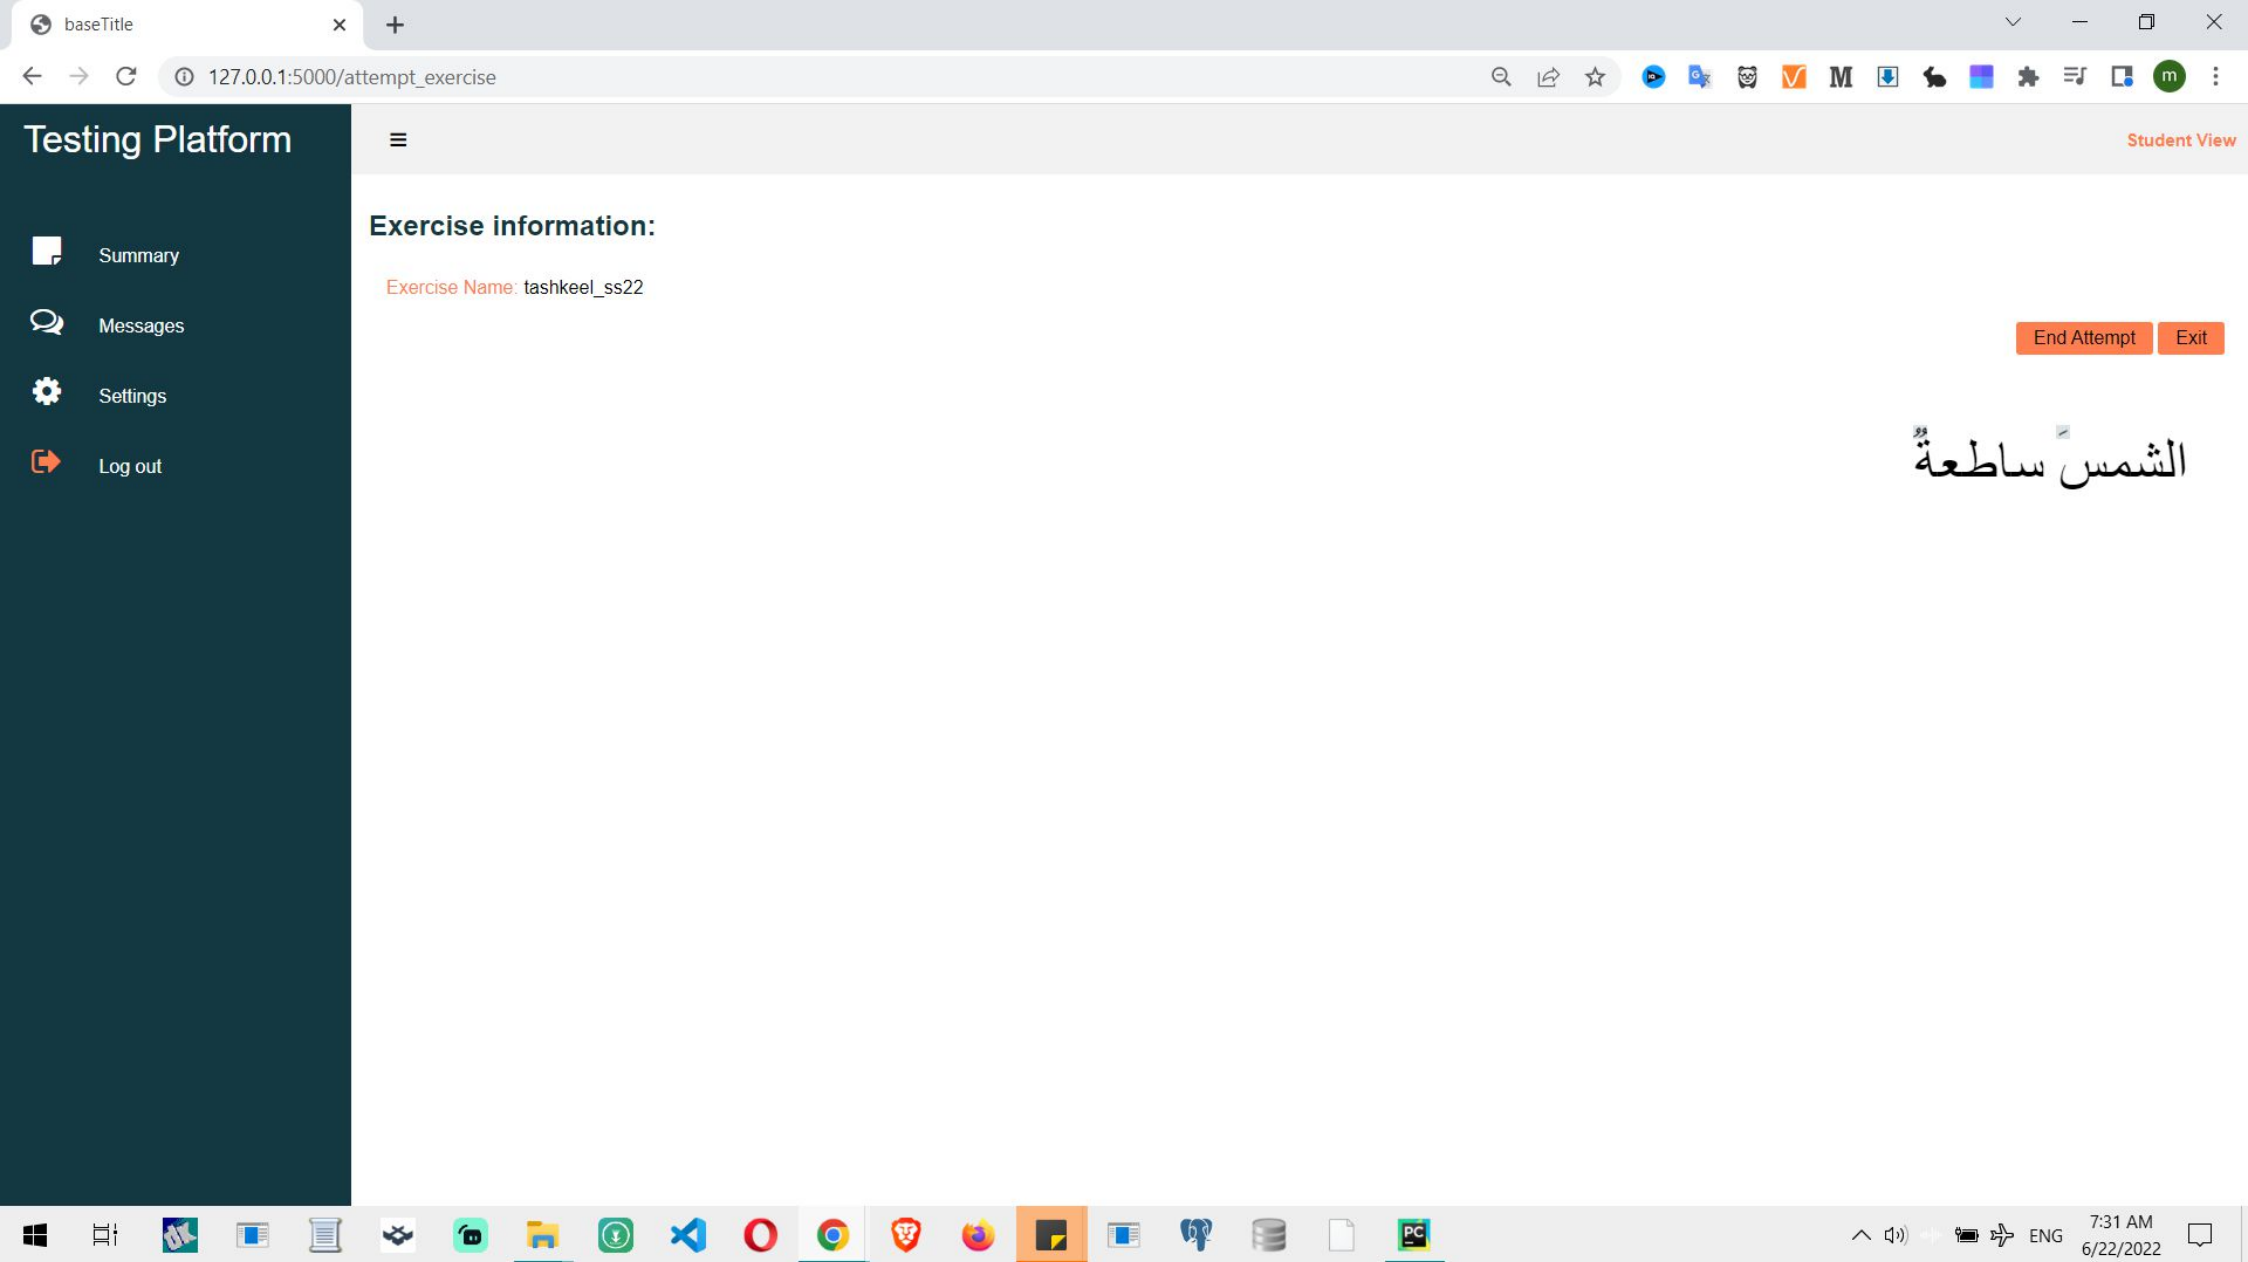 baseTitle
127.0.0.1:5000/attempt_exercise
Testing Platform
Student View
Summary
Messages
Settings
Log out
Exercise information:
Exercise Name: tashkeel_ss22
End Attempt
Exit
الشمسَ ساطعةٌ
ENG
7:31 AM
6/22/2022